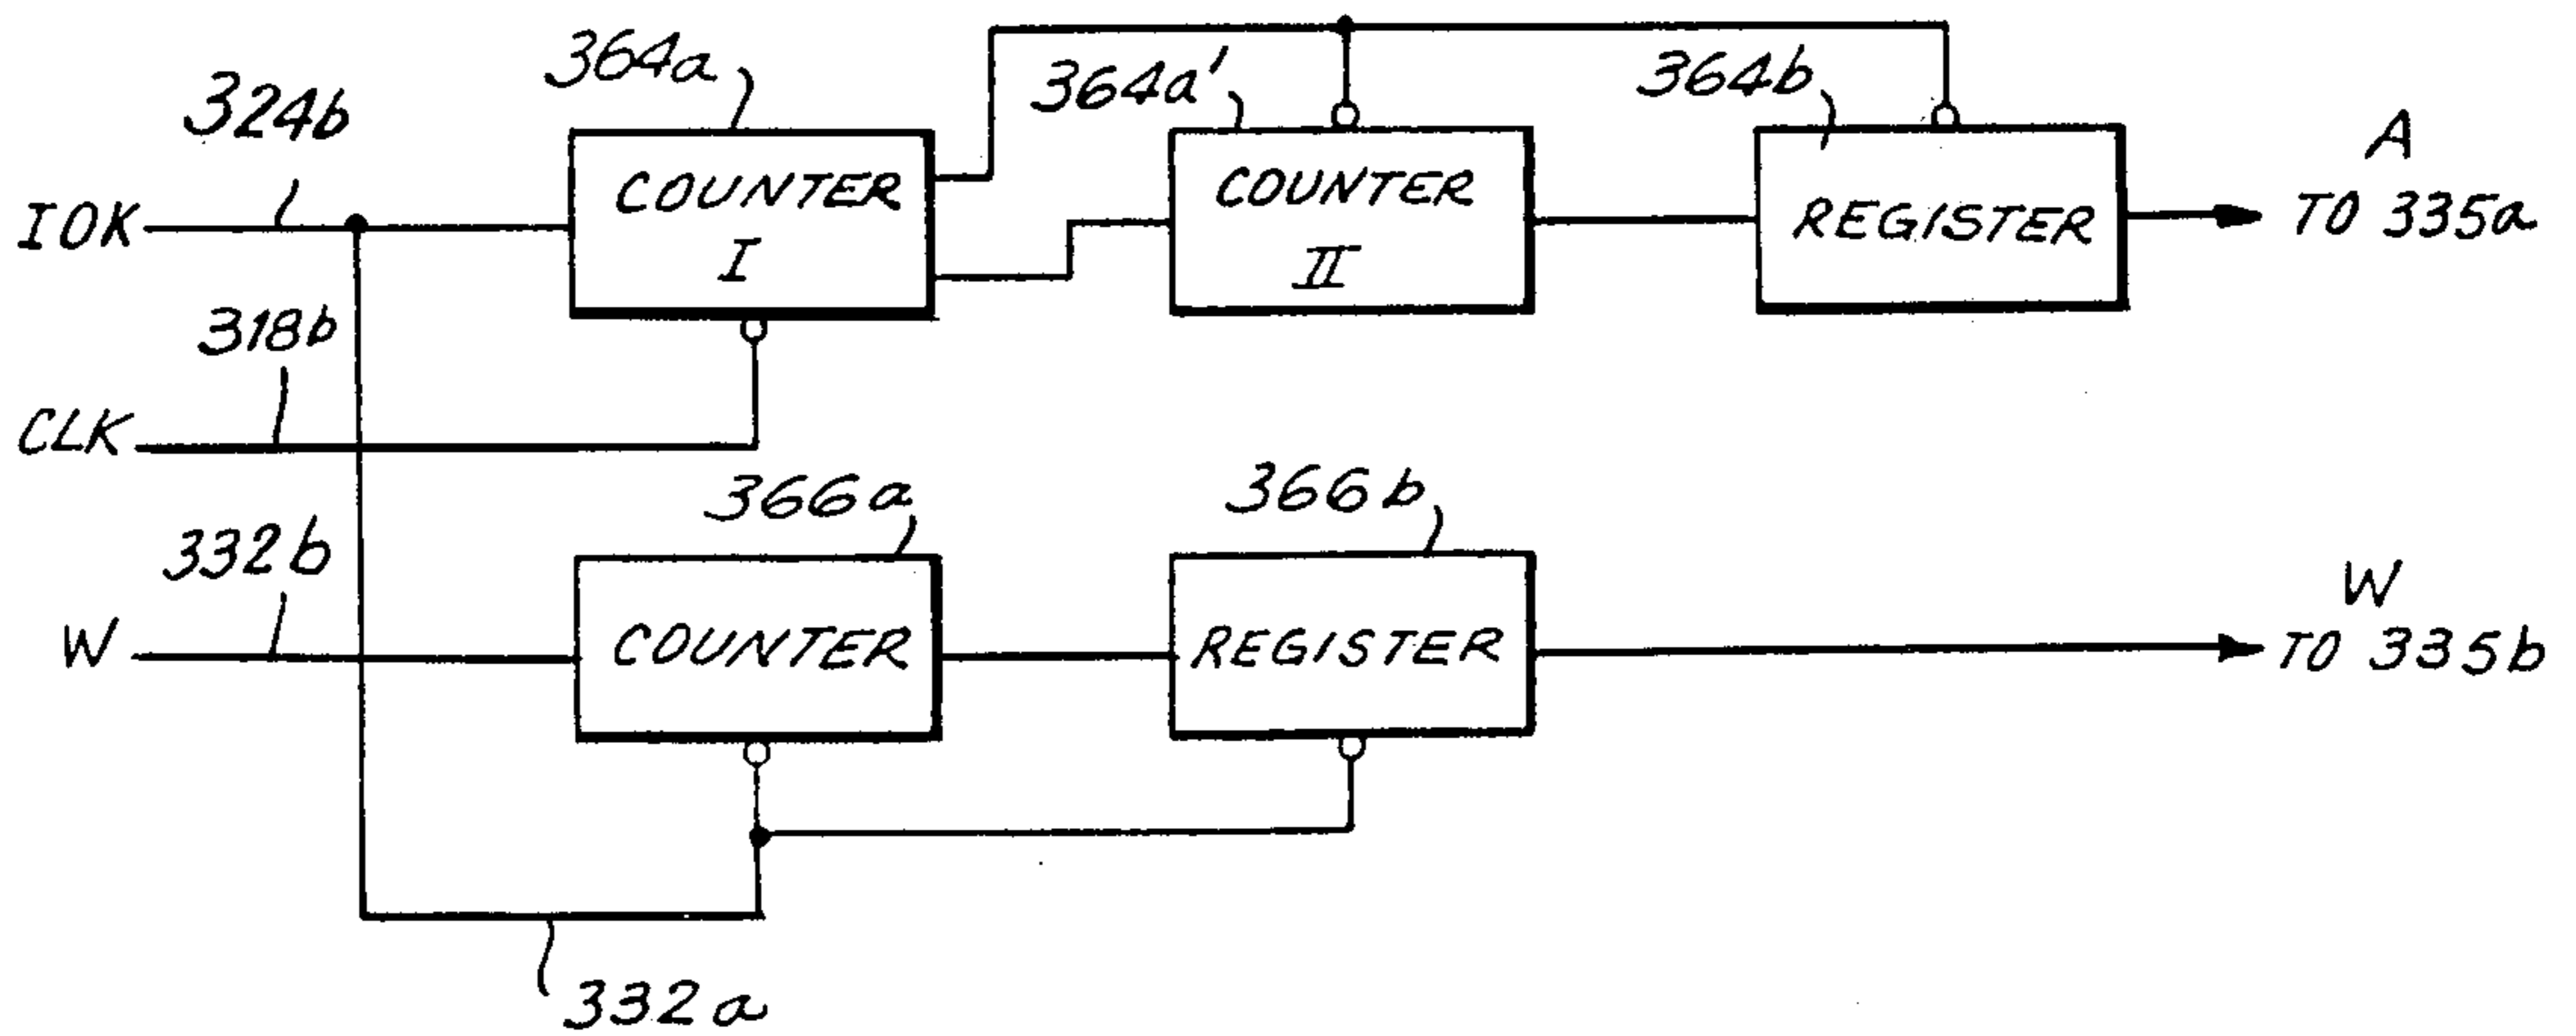 364a
364a'
364b
324b
A
IOK
COUNTER
I
COUNTER
II
REGISTER
TO 335a
318b
CLK
366a
366b
332b
W
W
COUNTER
REGISTER
TO 335b
332a